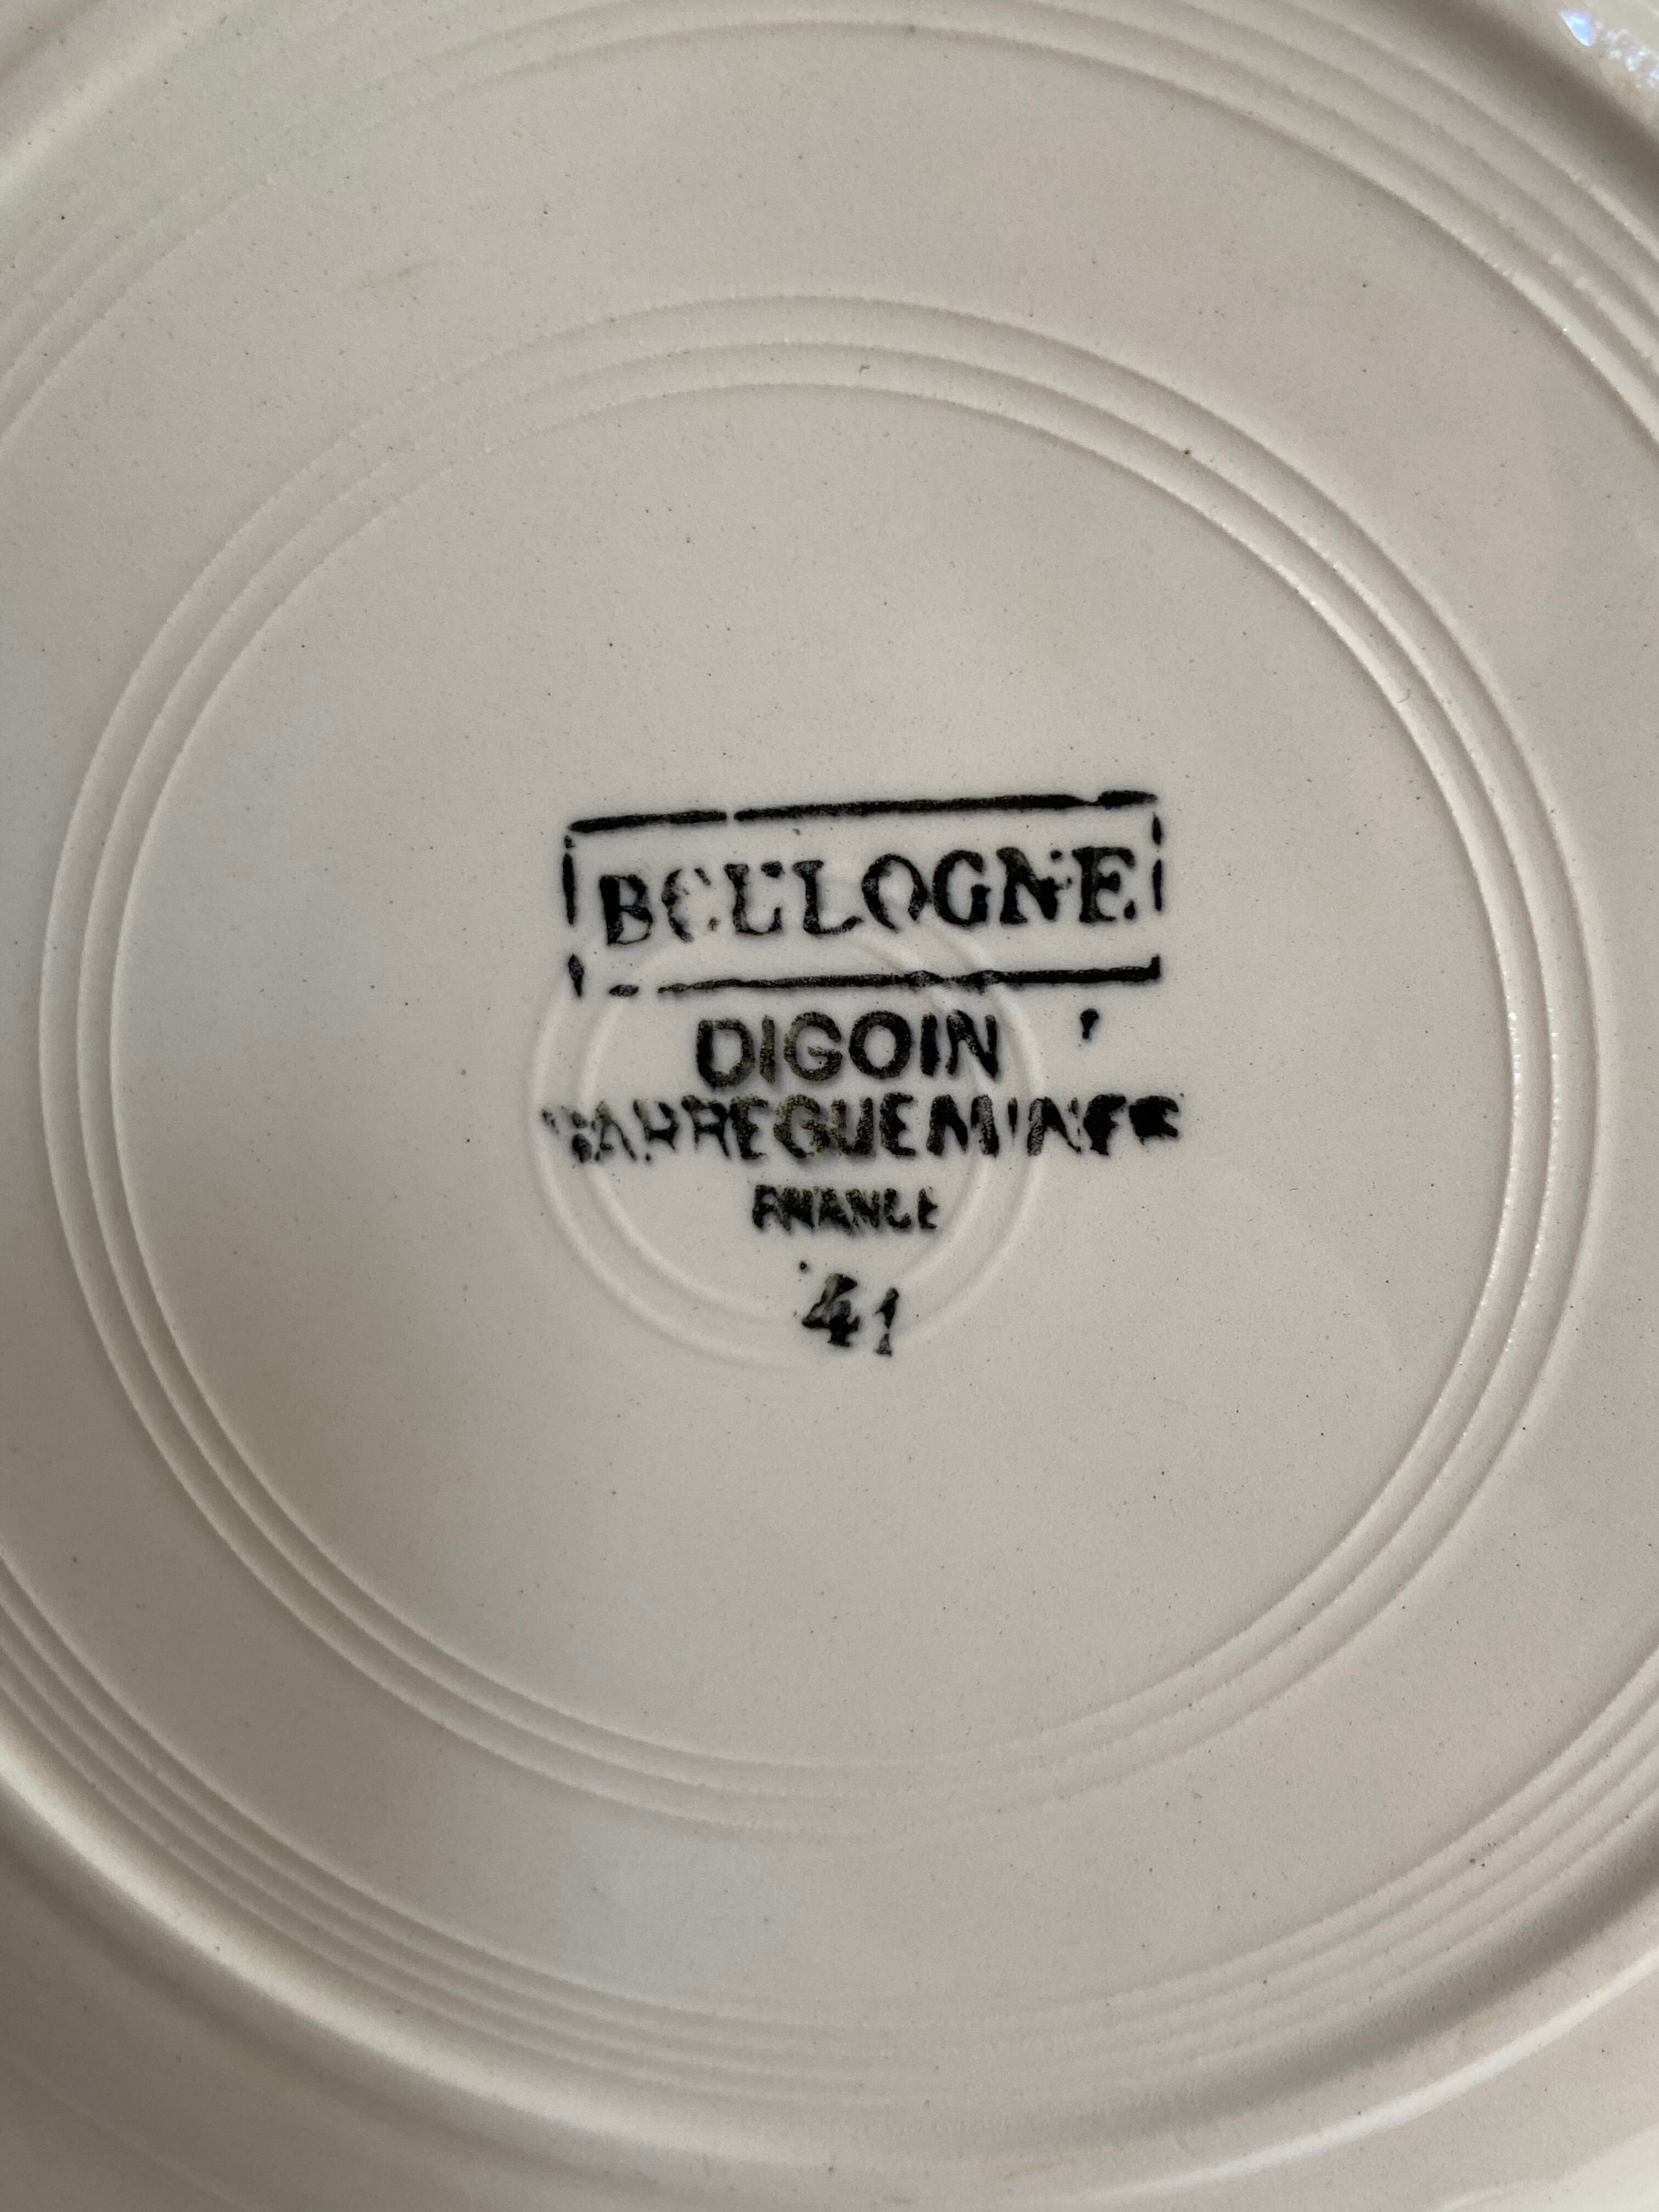 BOULOGNE
DIGOIN
SARREGUEMINES
FRANCE
41